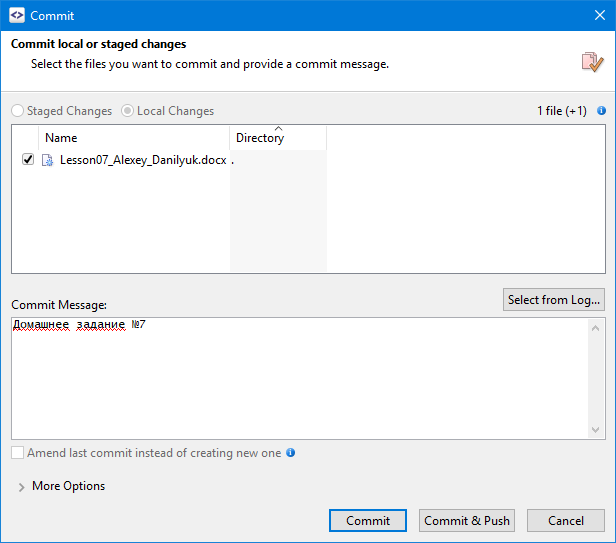 Commit
Commit local or staged changes
Select the files you want to commit and provide a commit message.
Staged Changes Local Changes 1 file (+1)
Name Directory
Lesson07_Alexey_Danilyuk.docx .
Commit Message: Select from Log...
Домашнее задание №7
Amend last commit instead of creating new one
More Options
Commit Commit & Push Cancel